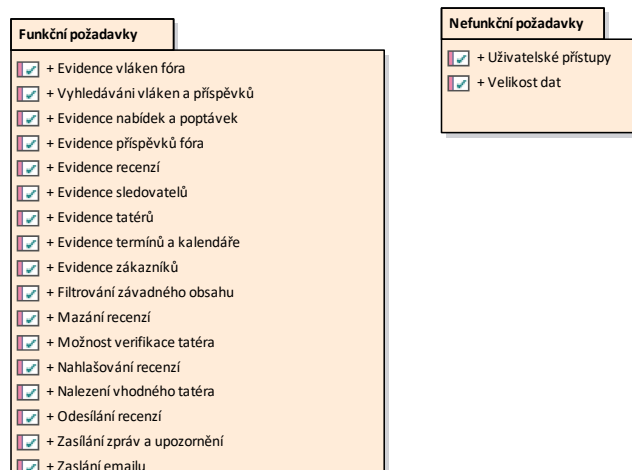 Funkční požadavky
+ Evidence vláken fóra
+ Vyhledáváni vláken a příspěvků
+ Evidence nabídek a poptávek
+ Evidence příspěvků fóra
+ Evidence recenzí
+ Evidence sledovatelů
+ Evidence tatérů
+ Evidence termínů a kalendáře
+ Evidence zákazníků
+ Filtrování závadného obsahu
+ Mazání recenzí
+ Možnost verifikace tatéra
+ Nahlašování recenzí
+ Nalezení vhodného tatéra
+ Odesílání recenzí
+ Zasílání zpráv a upozornění
+ Zaslání emailu
Nefunkční požadavky
+ Uživatelské přístupy
+ Velikost dat